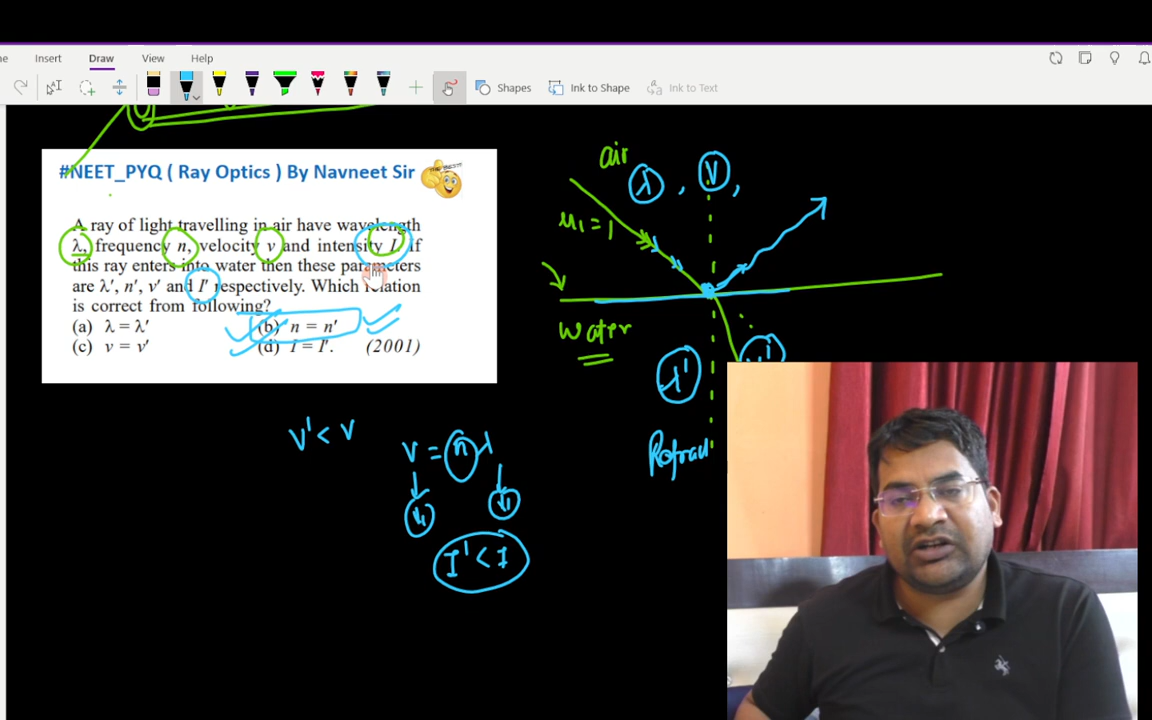 Insert Draw View Help
Shapes Ink to Shape Ink to Text
#NEET_PYQ ( Ray Optics ) By Navneet Sir
A ray of light travelling in air have wavelength
λ, frequency n, velocity v and intensity I. If
this ray enters into water then these parameters
are λ', n', v' and I' respectively. Which relation
is correct from following?
(a) λ = λ' (b) n = n'
(c) v = v' (d) I = I'. (2001)
air
λ , V,
μ1 = 1
Water
λ'
Refra
V' < V
V = n λ
I' < I